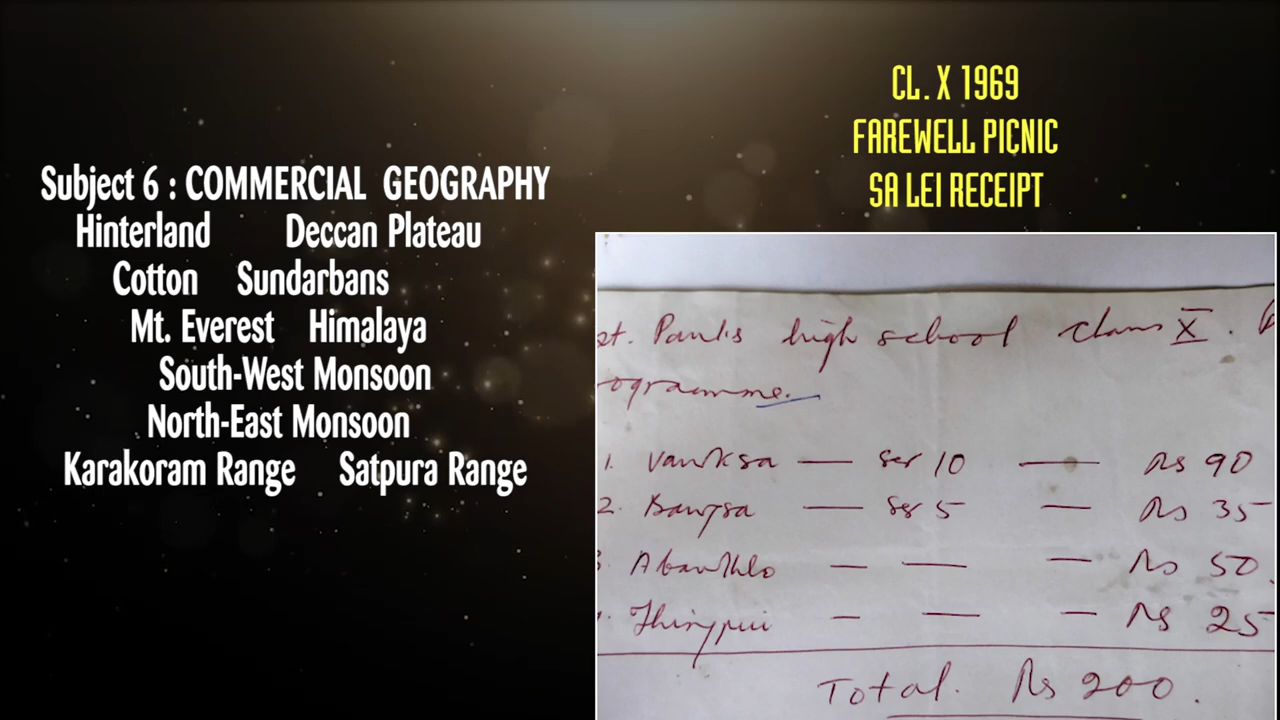 Subject 6 : COMMERCIAL GEOGRAPHY
Hinterland Deccan Plateau
Cotton Sundarbans
Mt. Everest Himalaya
South-West Monsoon
North-East Monsoon
Karakoram Range Satpura Range
CL. X 1969
FAREWELL PICNIC
SA LEI RECEIPT
st. Paul's high school class X.
ogramme.
1. Vawksa — Ser 10 — Rs 90
2. Bawngsa — Ser 5 — Rs 35
Abawkhlo — — — Rs 50.
Thingpui — — — Rs 25
Total. Rs 200.